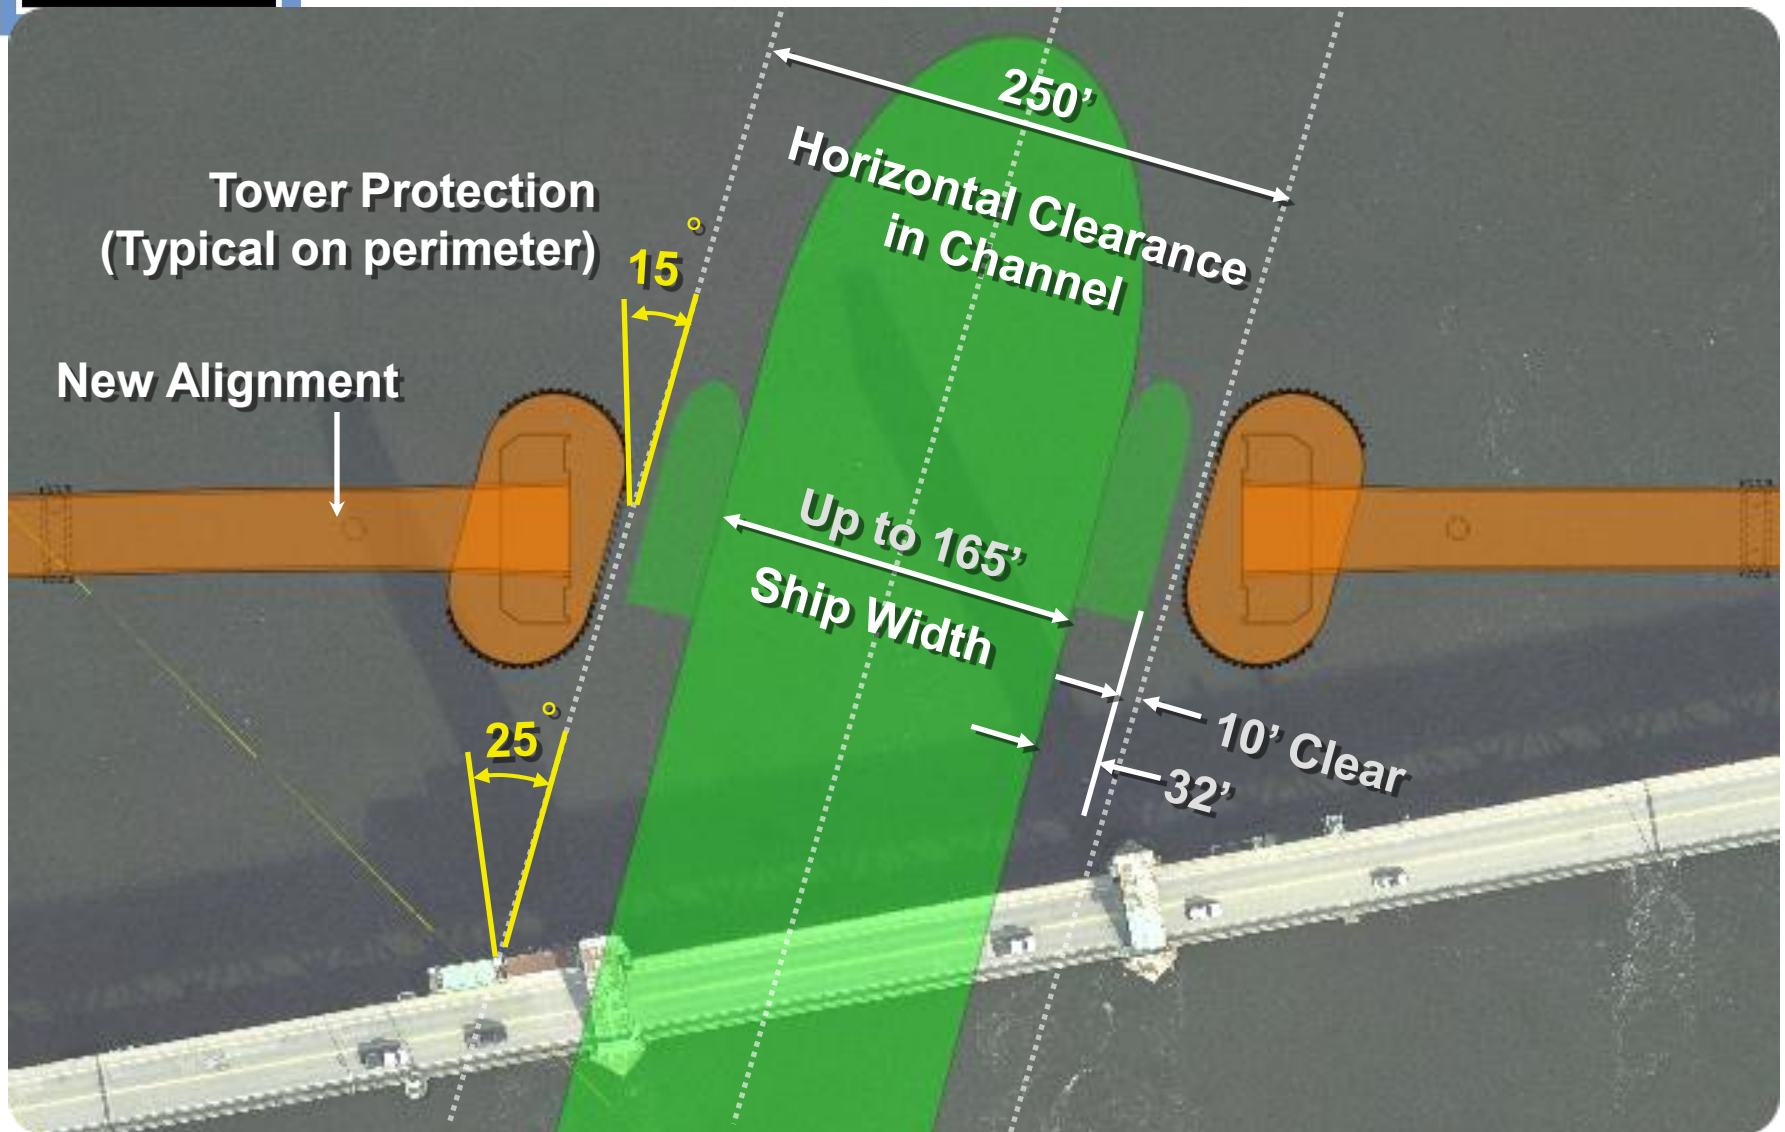 250’
Horizontal Clearance
in Channel
Tower Protection
(Typical on perimeter)
15°
New Alignment
Up to 165’
Ship Width
25°
10’ Clear
32’